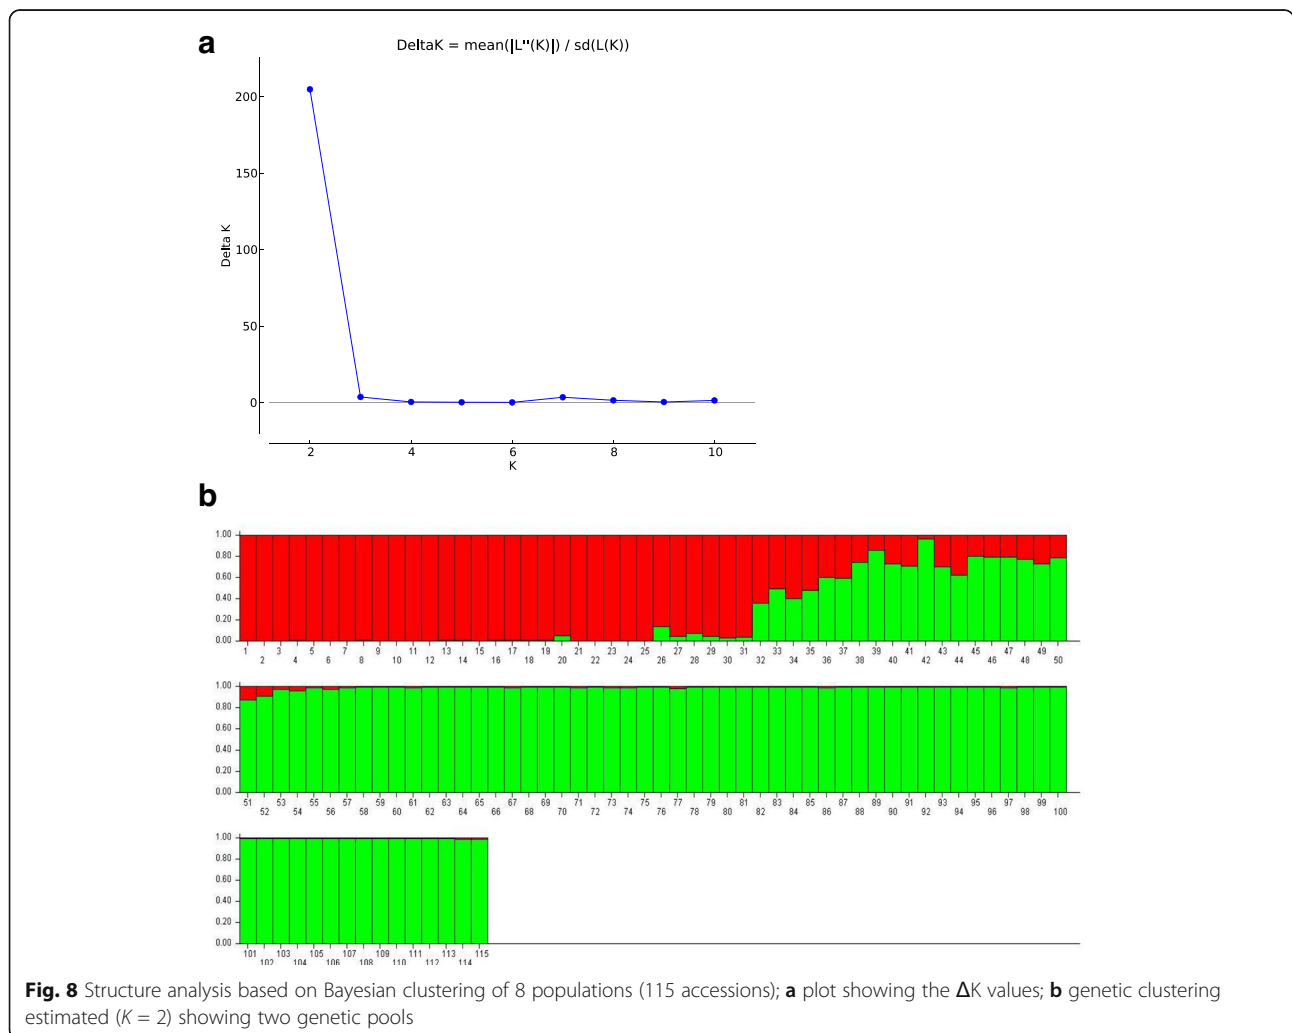 a
DeltaK = mean(|L"(K)|) / sd(L(K))
200
150
100
50
0
Delta K
2 4 6 8 10
K
b
1.00
0.80
0.60
0.40
0.20
0.00
1 3 5 7 9 11 13 15 17 19 21 23 25 27 29 31 33 35 37 39 41 43 45 47 49
2 4 6 8 10 12 14 16 18 20 22 24 26 28 30 32 34 36 38 40 42 44 46 48 50
1.00
0.80
0.60
0.40
0.20
0.00
51 53 55 57 59 61 63 65 67 69 71 73 75 77 79 81 83 85 87 89 91 93 95 97 99
52 54 56 58 60 62 64 66 68 70 72 74 76 78 80 82 84 86 88 90 92 94 96 98 100
1.00
0.80
0.60
0.40
0.20
0.00
101 103 105 107 109 111 113 115
102 104 106 108 110 112 114
Fig. 8 Structure analysis based on Bayesian clustering of 8 populations (115 accessions); a plot showing the ΔK values; b genetic clustering
estimated (K = 2) showing two genetic pools